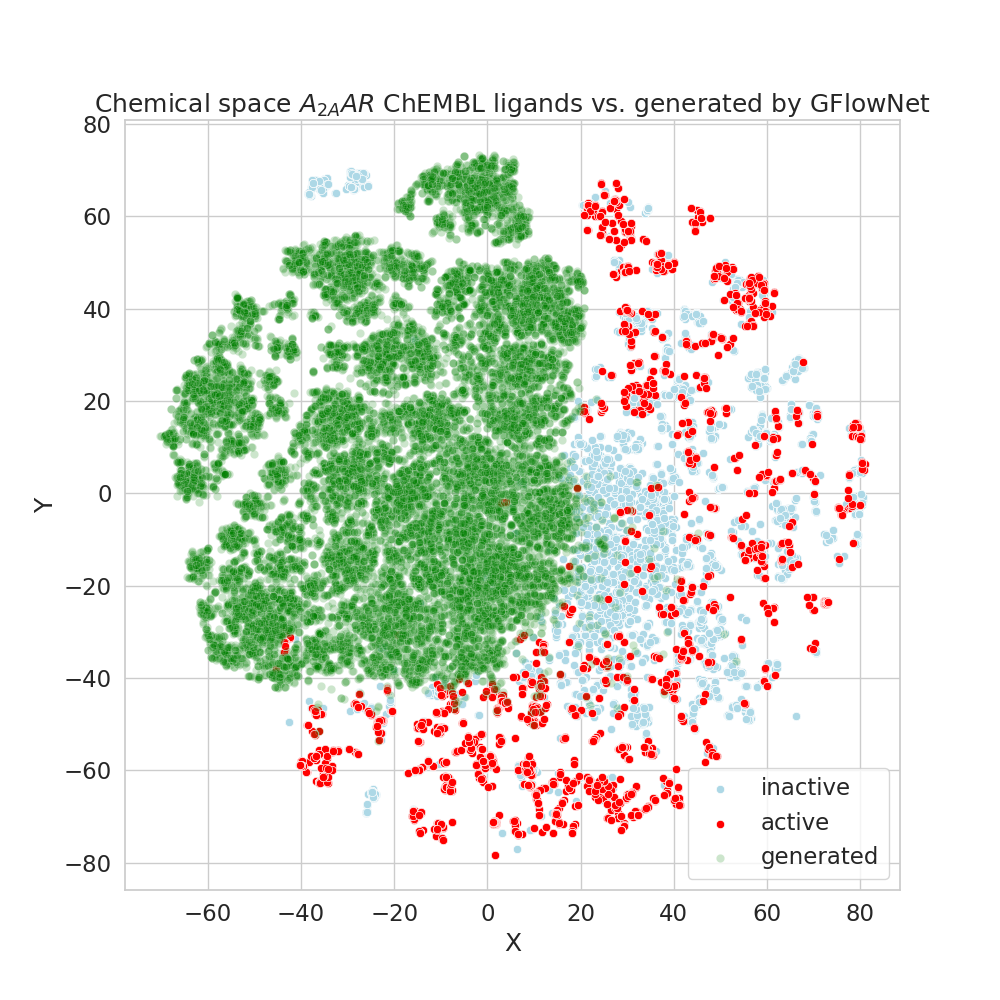 Chemical space A2AAR ChEMBL ligands vs. generated by GFlowNet
80
60
40
20
0
−20
−40
−60
−80
Y
−60 −40 −20 0 20 40 60 80
X
inactive
active
generated